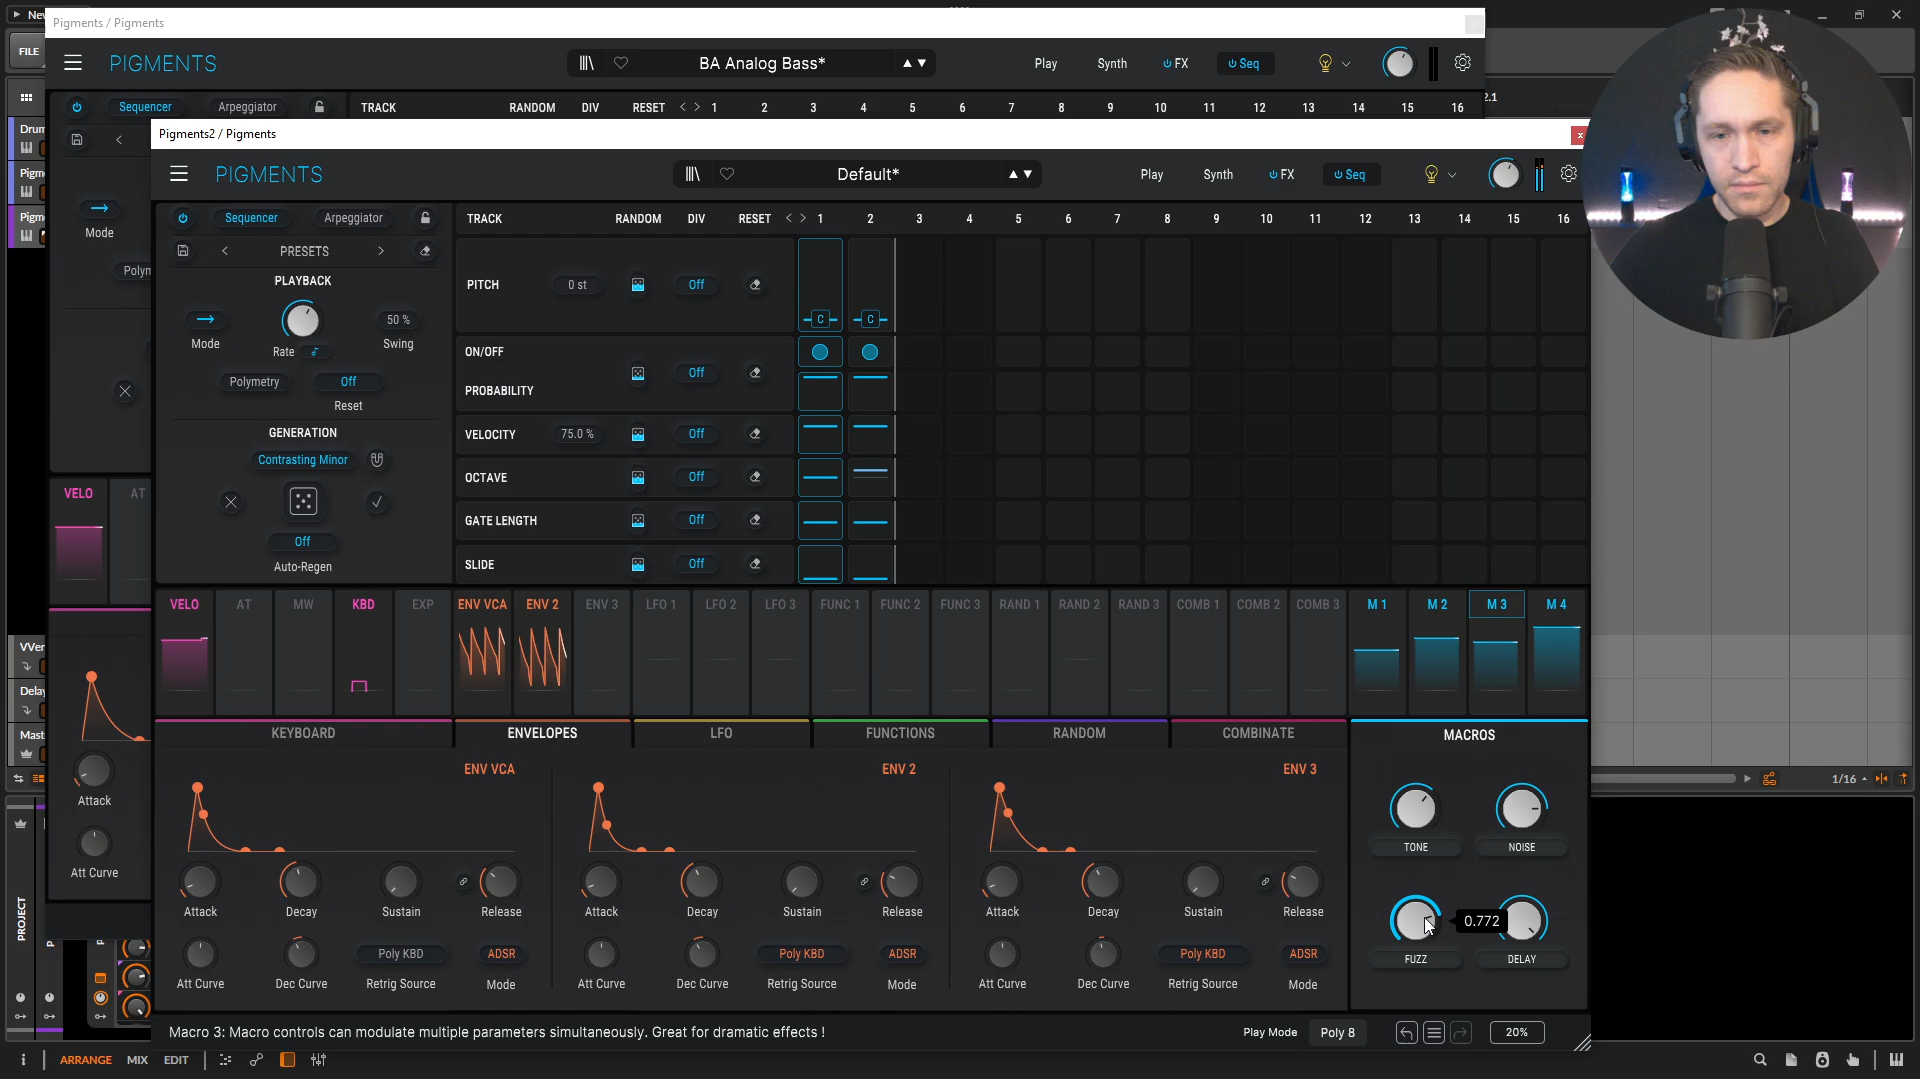 New
Pigments / Pigments
FILE
PIGMENTS
BA Analog Bass*
Play
Synth
FX
Seq
Sequencer
Arpeggiator
TRACK
RANDOM
DIV
RESET
1 2 3 4 5 6 7 8 9 10 11 12 13 14 15 16
2.1
Drum
Pigme
Pigme
Mode
Polym
Pigments2 / Pigments
x
PIGMENTS
Default*
Play
Synth
FX
Seq
Sequencer
Arpeggiator
TRACK
RANDOM
DIV
RESET
1 2 3 4 5 6 7 8 9 10 11 12 13 14 15 16
PRESETS
PLAYBACK
50 %
Mode
Rate
Swing
Polymetry
Off
Reset
GENERATION
Contrasting Minor
Off
Auto-Regen
PITCH
0 st
Off
C
C
ON/OFF
Off
PROBABILITY
VELOCITY
75.0 %
Off
OCTAVE
Off
GATE LENGTH
Off
SLIDE
Off
VELO
AT
VELO
AT
MW
KBD
EXP
ENV VCA
ENV 2
ENV 3
LFO 1
LFO 2
LFO 3
FUNC 1
FUNC 2
FUNC 3
RAND 1
RAND 2
RAND 3
COMB 1
COMB 2
COMB 3
M 1
M 2
M 3
M 4
VVer
Delay
Mast
KEYBOARD
ENVELOPES
LFO
FUNCTIONS
RANDOM
COMBINATE
MACROS
1/16
Attack
Att Curve
ENV VCA
Attack
Decay
Sustain
Release
Poly KBD
ADSR
Att Curve
Dec Curve
Retrig Source
Mode
ENV 2
Attack
Decay
Sustain
Release
Poly KBD
ADSR
Att Curve
Dec Curve
Retrig Source
Mode
ENV 3
Attack
Decay
Sustain
Release
Poly KBD
ADSR
Att Curve
Dec Curve
Retrig Source
Mode
TONE
NOISE
0.772
FUZZ
DELAY
PROJECT
Macro 3: Macro controls can modulate multiple parameters simultaneously. Great for dramatic effects !
Play Mode
Poly 8
20%
ARRANGE
MIX
EDIT